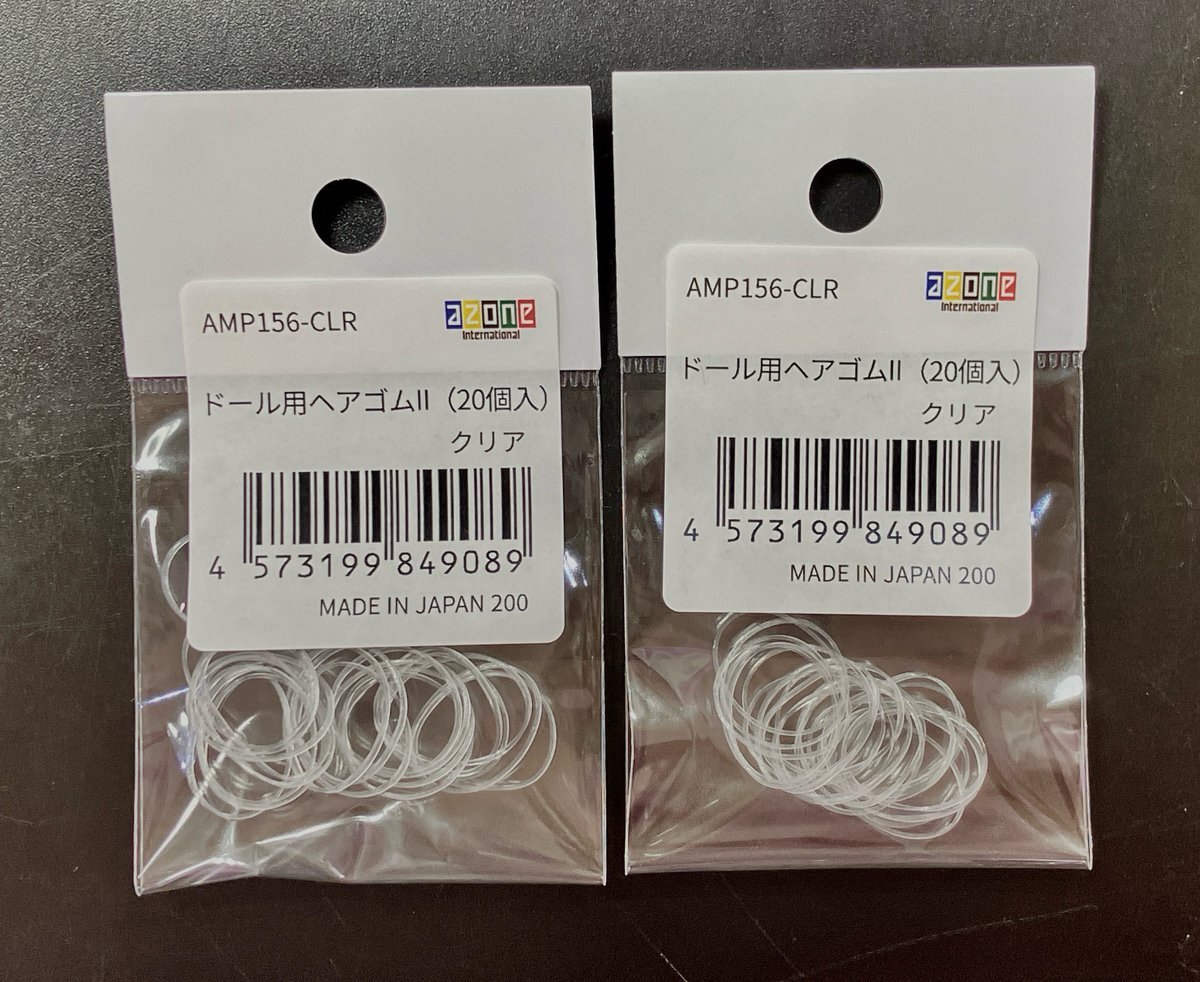 AMP156-CLR
azone
International
ドール用ヘアゴムII（20個入）
クリア
4 573199 849089
MADE IN JAPAN 200
AMP156-CLR
azone
International
ドール用ヘアゴムII（20個入）
クリア
4 573199 849089
MADE IN JAPAN 200